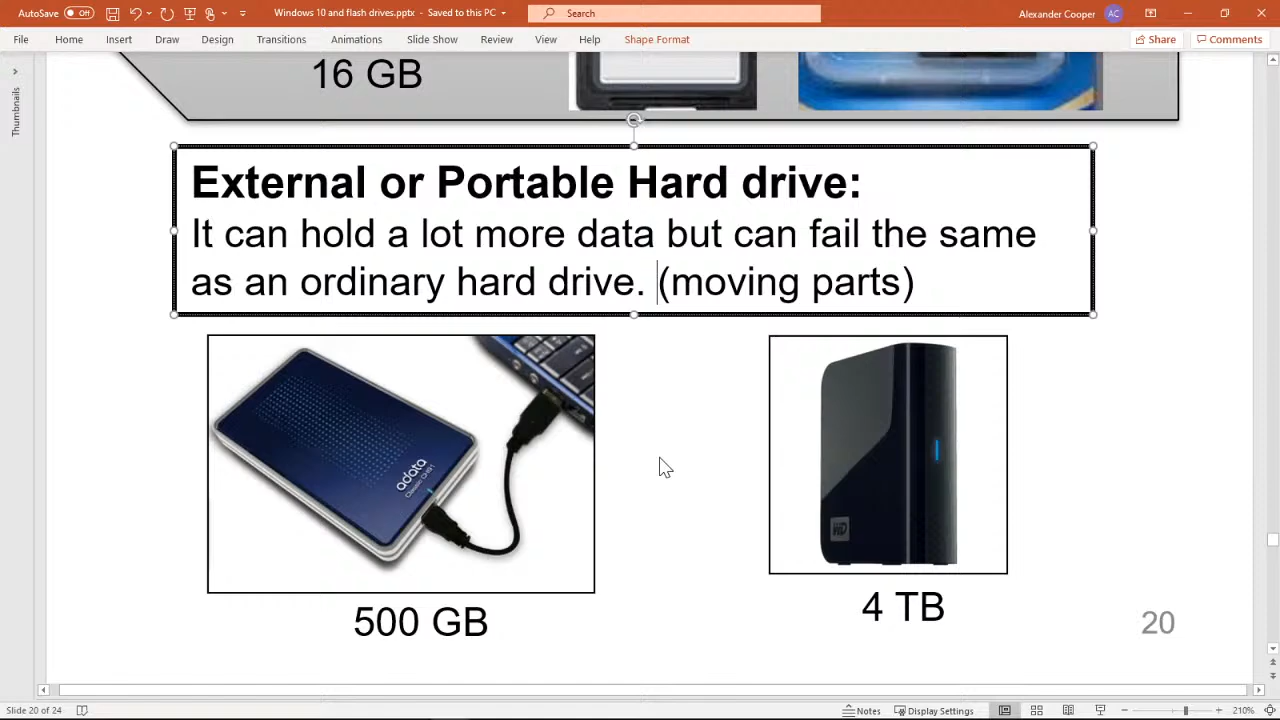 AutoSave
Off
Windows 10 and flash drives.pptx - Saved to this PC
Search
Alexander Cooper
AC
File
Home
Insert
Draw
Design
Transitions
Animations
Slide Show
Review
View
Help
Shape Format
Share
Comments
Thumbnails
16 GB
External or Portable Hard drive:
It can hold a lot more data but can fail the same
as an ordinary hard drive. (moving parts)
adata
Classic CH91
WD
500 GB
4 TB
20
Slide 20 of 24
Notes
Display Settings
210%